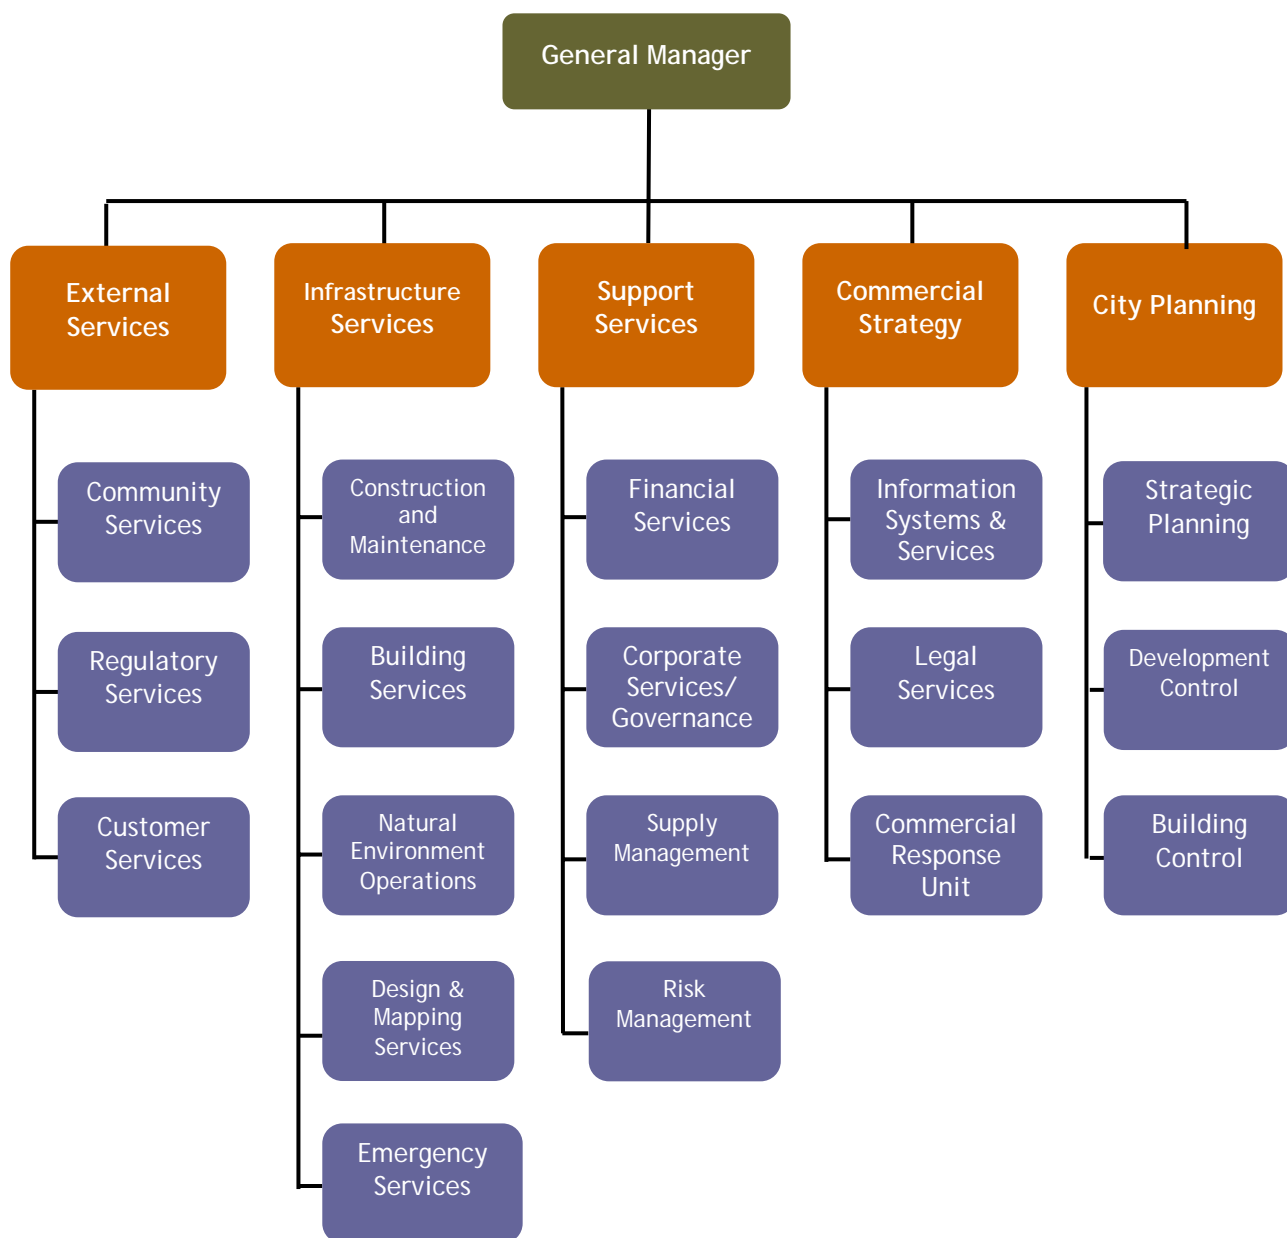 General Manager
External
Services
Infrastructure
Services
Support
Services
Commercial
Strategy
City Planning
Community
Services
Regulatory
Services
Customer
Services
Construction
and
Maintenance
Building
Services
Natural
Environment
Operations
Design &
Mapping
Services
Emergency
Services
Financial
Services
Corporate
Services/
Governance
Supply
Management
Risk
Management
Information
Systems &
Services
Legal
Services
Commercial
Response
Unit
Strategic
Planning
Development
Control
Building
Control